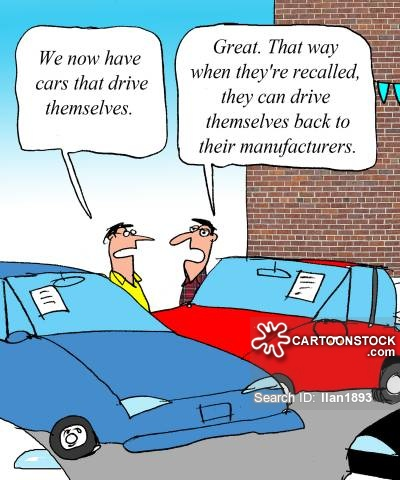 We now have
cars that drive
themselves.
Great. That way
when they're recalled,
they can drive
themselves back to
their manufacturers.
CARTOONSTOCK
.com
Search ID: llan1893